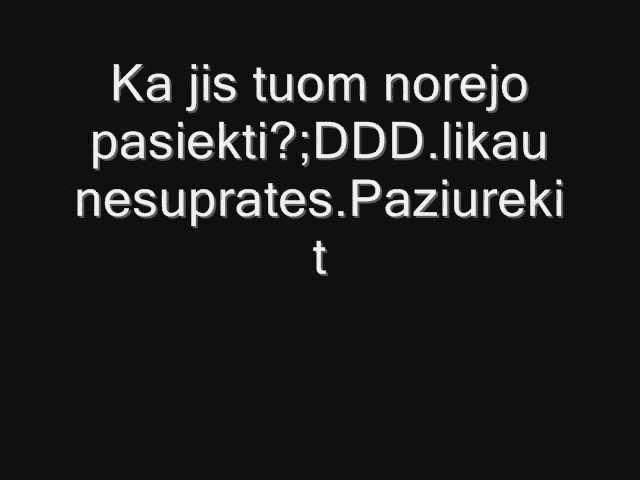 Ka jis tuom norejo
pasiekti?;DDD.likau
nesuprates.Paziureki
t